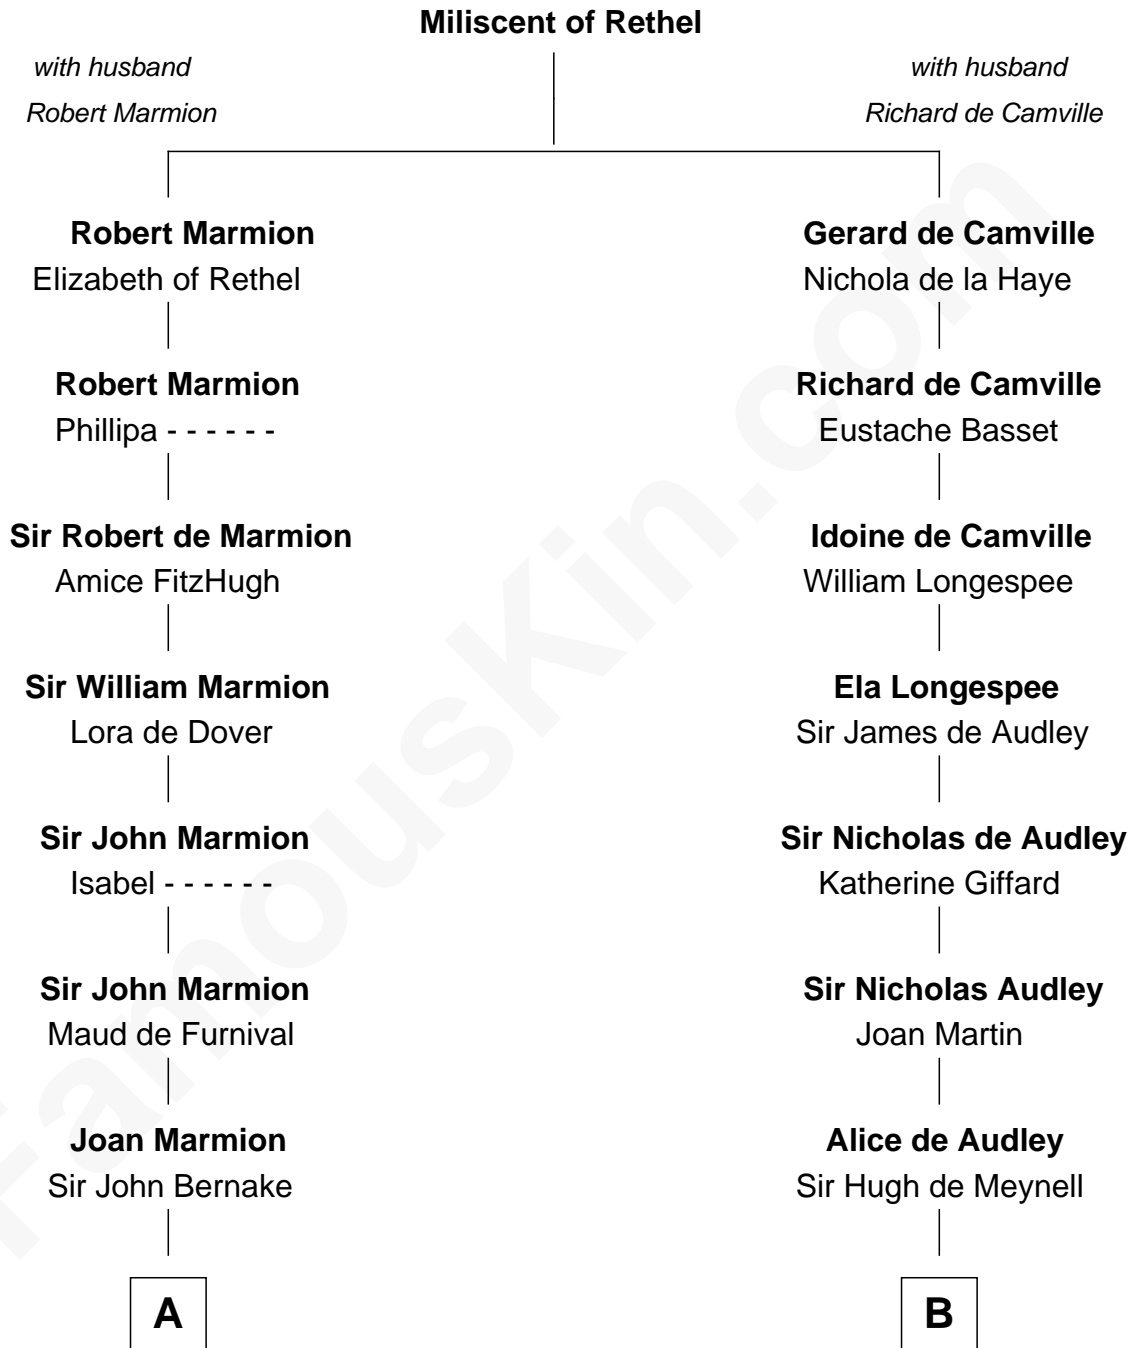 Miliscent of Rethel
with husband
Robert Marmion
with husband
Richard de Camville
Robert Marmion
Elizabeth of Rethel
Robert Marmion
Phillipa - - - - - -
Sir Robert de Marmion
Amice FitzHugh
Sir William Marmion
Lora de Dover
Sir John Marmion
Isabel - - - - - -
Sir John Marmion
Maud de Furnival
Joan Marmion
Sir John Bernake
A
Gerard de Camville
Nichola de la Haye
Richard de Camville
Eustache Basset
Idoine de Camville
William Longespee
Ela Longespee
Sir James de Audley
Sir Nicholas de Audley
Katherine Giffard
Sir Nicholas Audley
Joan Martin
Alice de Audley
Sir Hugh de Meynell
B
FamousKin.com